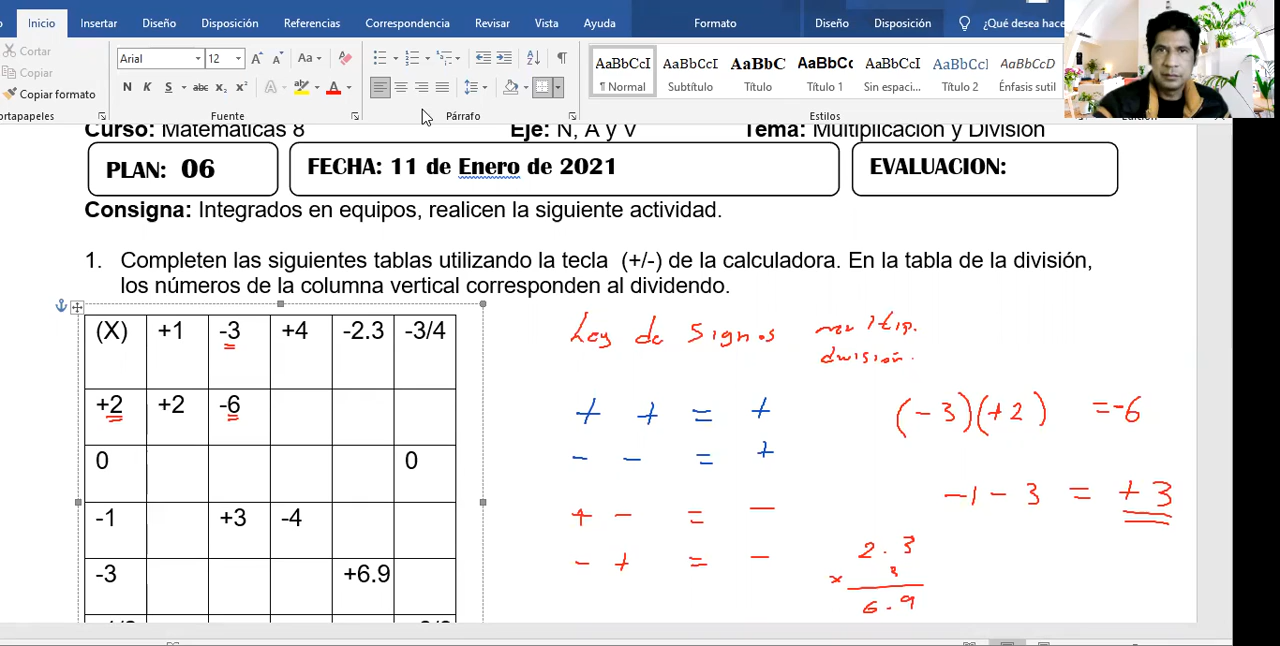 Inicio Insertar Diseño Disposición Referencias Correspondencia Revisar Vista Ayuda Formato Diseño Disposición ¿Qué desea hace
Cortar
Copiar
Copiar formato
Arial 12
Aa
N K S abc x₂ x² A A
AaBbCcI AaBbCcI AaBbC AaBbCc AaBbCcI AaBbCcI AaBbCcD
¶ Normal Subtítulo Título Título 1 Sin espaci... Título 2 Énfasis sutil
ortapapeles Fuente Párrafo Estilos
Curso: Matemáticas 8 Eje: N, A y V Tema: Multiplicación y División
PLAN: 06 FECHA: 11 de Enero de 2021 EVALUACION:
Consigna: Integrados en equipos, realicen la siguiente actividad.
1. Completen las siguientes tablas utilizando la tecla (+/-) de la calculadora. En la tabla de la división,
los números de la columna vertical corresponden al dividendo.
(X) +1 -3 +4 -2.3 -3/4
+2 +2 -6
0 0
-1 +3 -4
-3 +6.9
Ley de Signos multip.
división.
+ + = +
- - = +
+ - = -
- + = -
(-3)(+2) = -6
-1 - 3 = +3
2.3
x 3
6.9